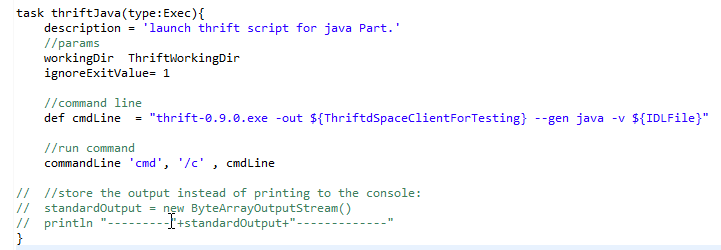 task thriftJava(type:Exec){
    description = 'launch thrift script for java Part.'
    //params
    workingDir  ThriftWorkingDir
    ignoreExitValue= 1
    //command line
    def cmdLine  = "thrift-0.9.0.exe -out ${ThriftdSpaceClientForTesting} --gen java -v ${IDLFile}"
    //run command
    commandLine 'cmd', '/c' , cmdLine
//  //store the output instead of printing to the console:
//  standardOutput = new ByteArrayOutputStream()
//  println "---------"+standardOutput+"-------------"
}